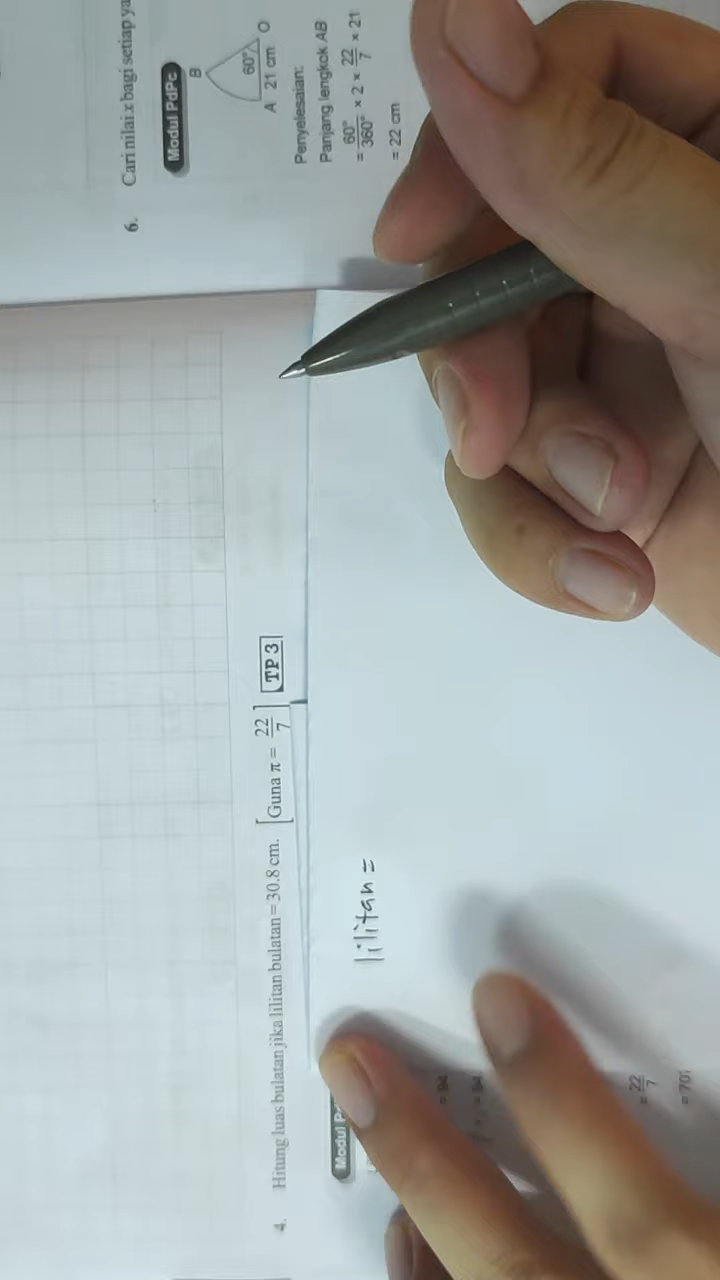 4. Hitung luas bulatan jika lilitan bulatan = 30.8 cm. [Guna π = 22/7] TP 3
lilitan =
Modul
= 94
= 94
= 22/7
6. Cari nilai x bagi setiap
Modul PdPc
B
60°
O
A 21 cm
Penyelesaian:
Panjang lengkok AB
= 60°/360° × 2 × 22/7 × 21
= 22 cm